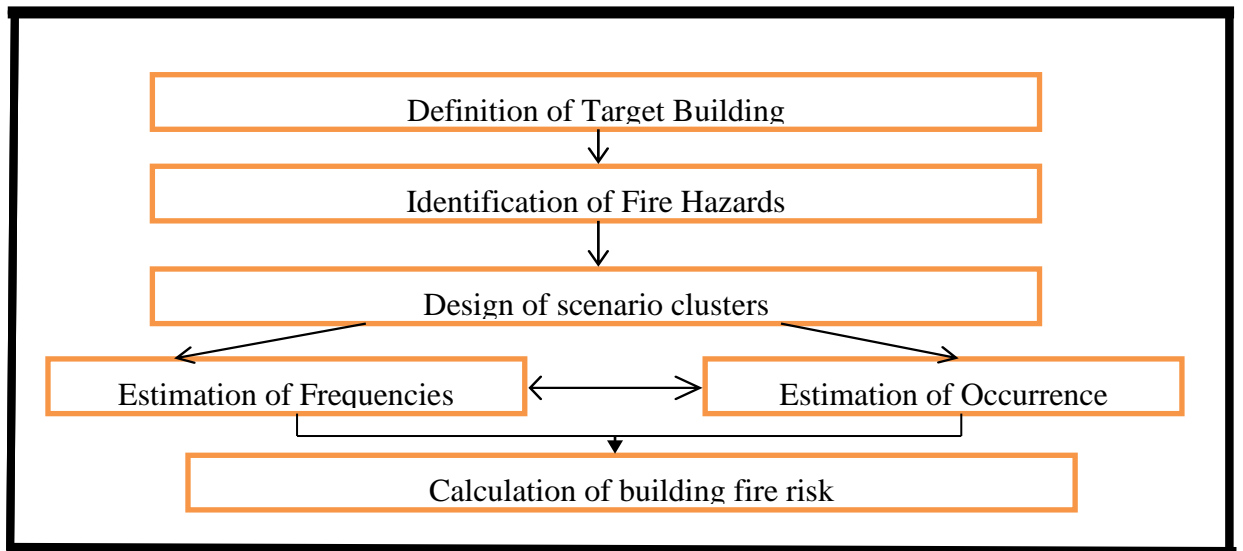 Definition of Target Building
Identification of Fire Hazards
Design of scenario clusters
Estimation of Frequencies
Estimation of Occurrence
Calculation of building fire risk